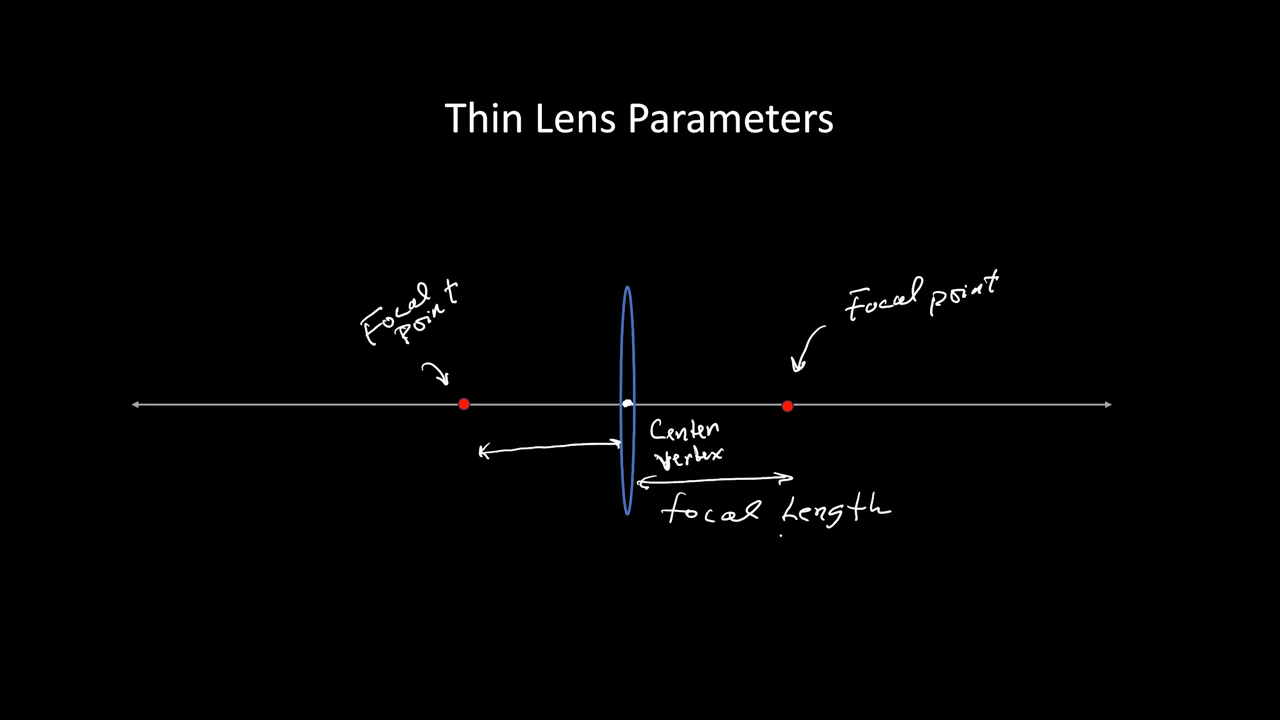 Thin Lens Parameters
Focal
point
Focal point
Center
vertex
focal Length